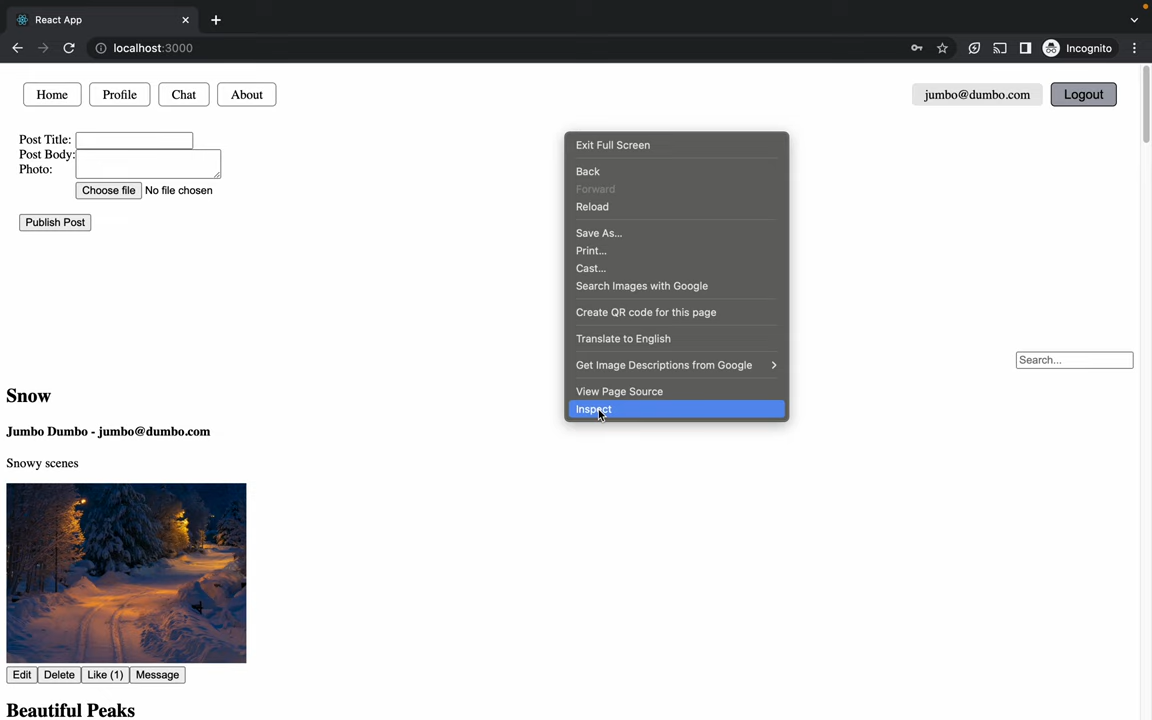 React App
localhost:3000
Incognito
Home Profile Chat About jumbo@dumbo.com Logout
Post Title:
Post Body:
Photo:
Choose file No file chosen
Publish Post
Exit Full Screen
Back
Forward
Reload
Save As...
Print...
Cast...
Search Images with Google
Create QR code for this page
Translate to English
Get Image Descriptions from Google
View Page Source
Inspect
Search...
Snow
Jumbo Dumbo - jumbo@dumbo.com
Snowy scenes
Edit Delete Like (1) Message
Beautiful Peaks